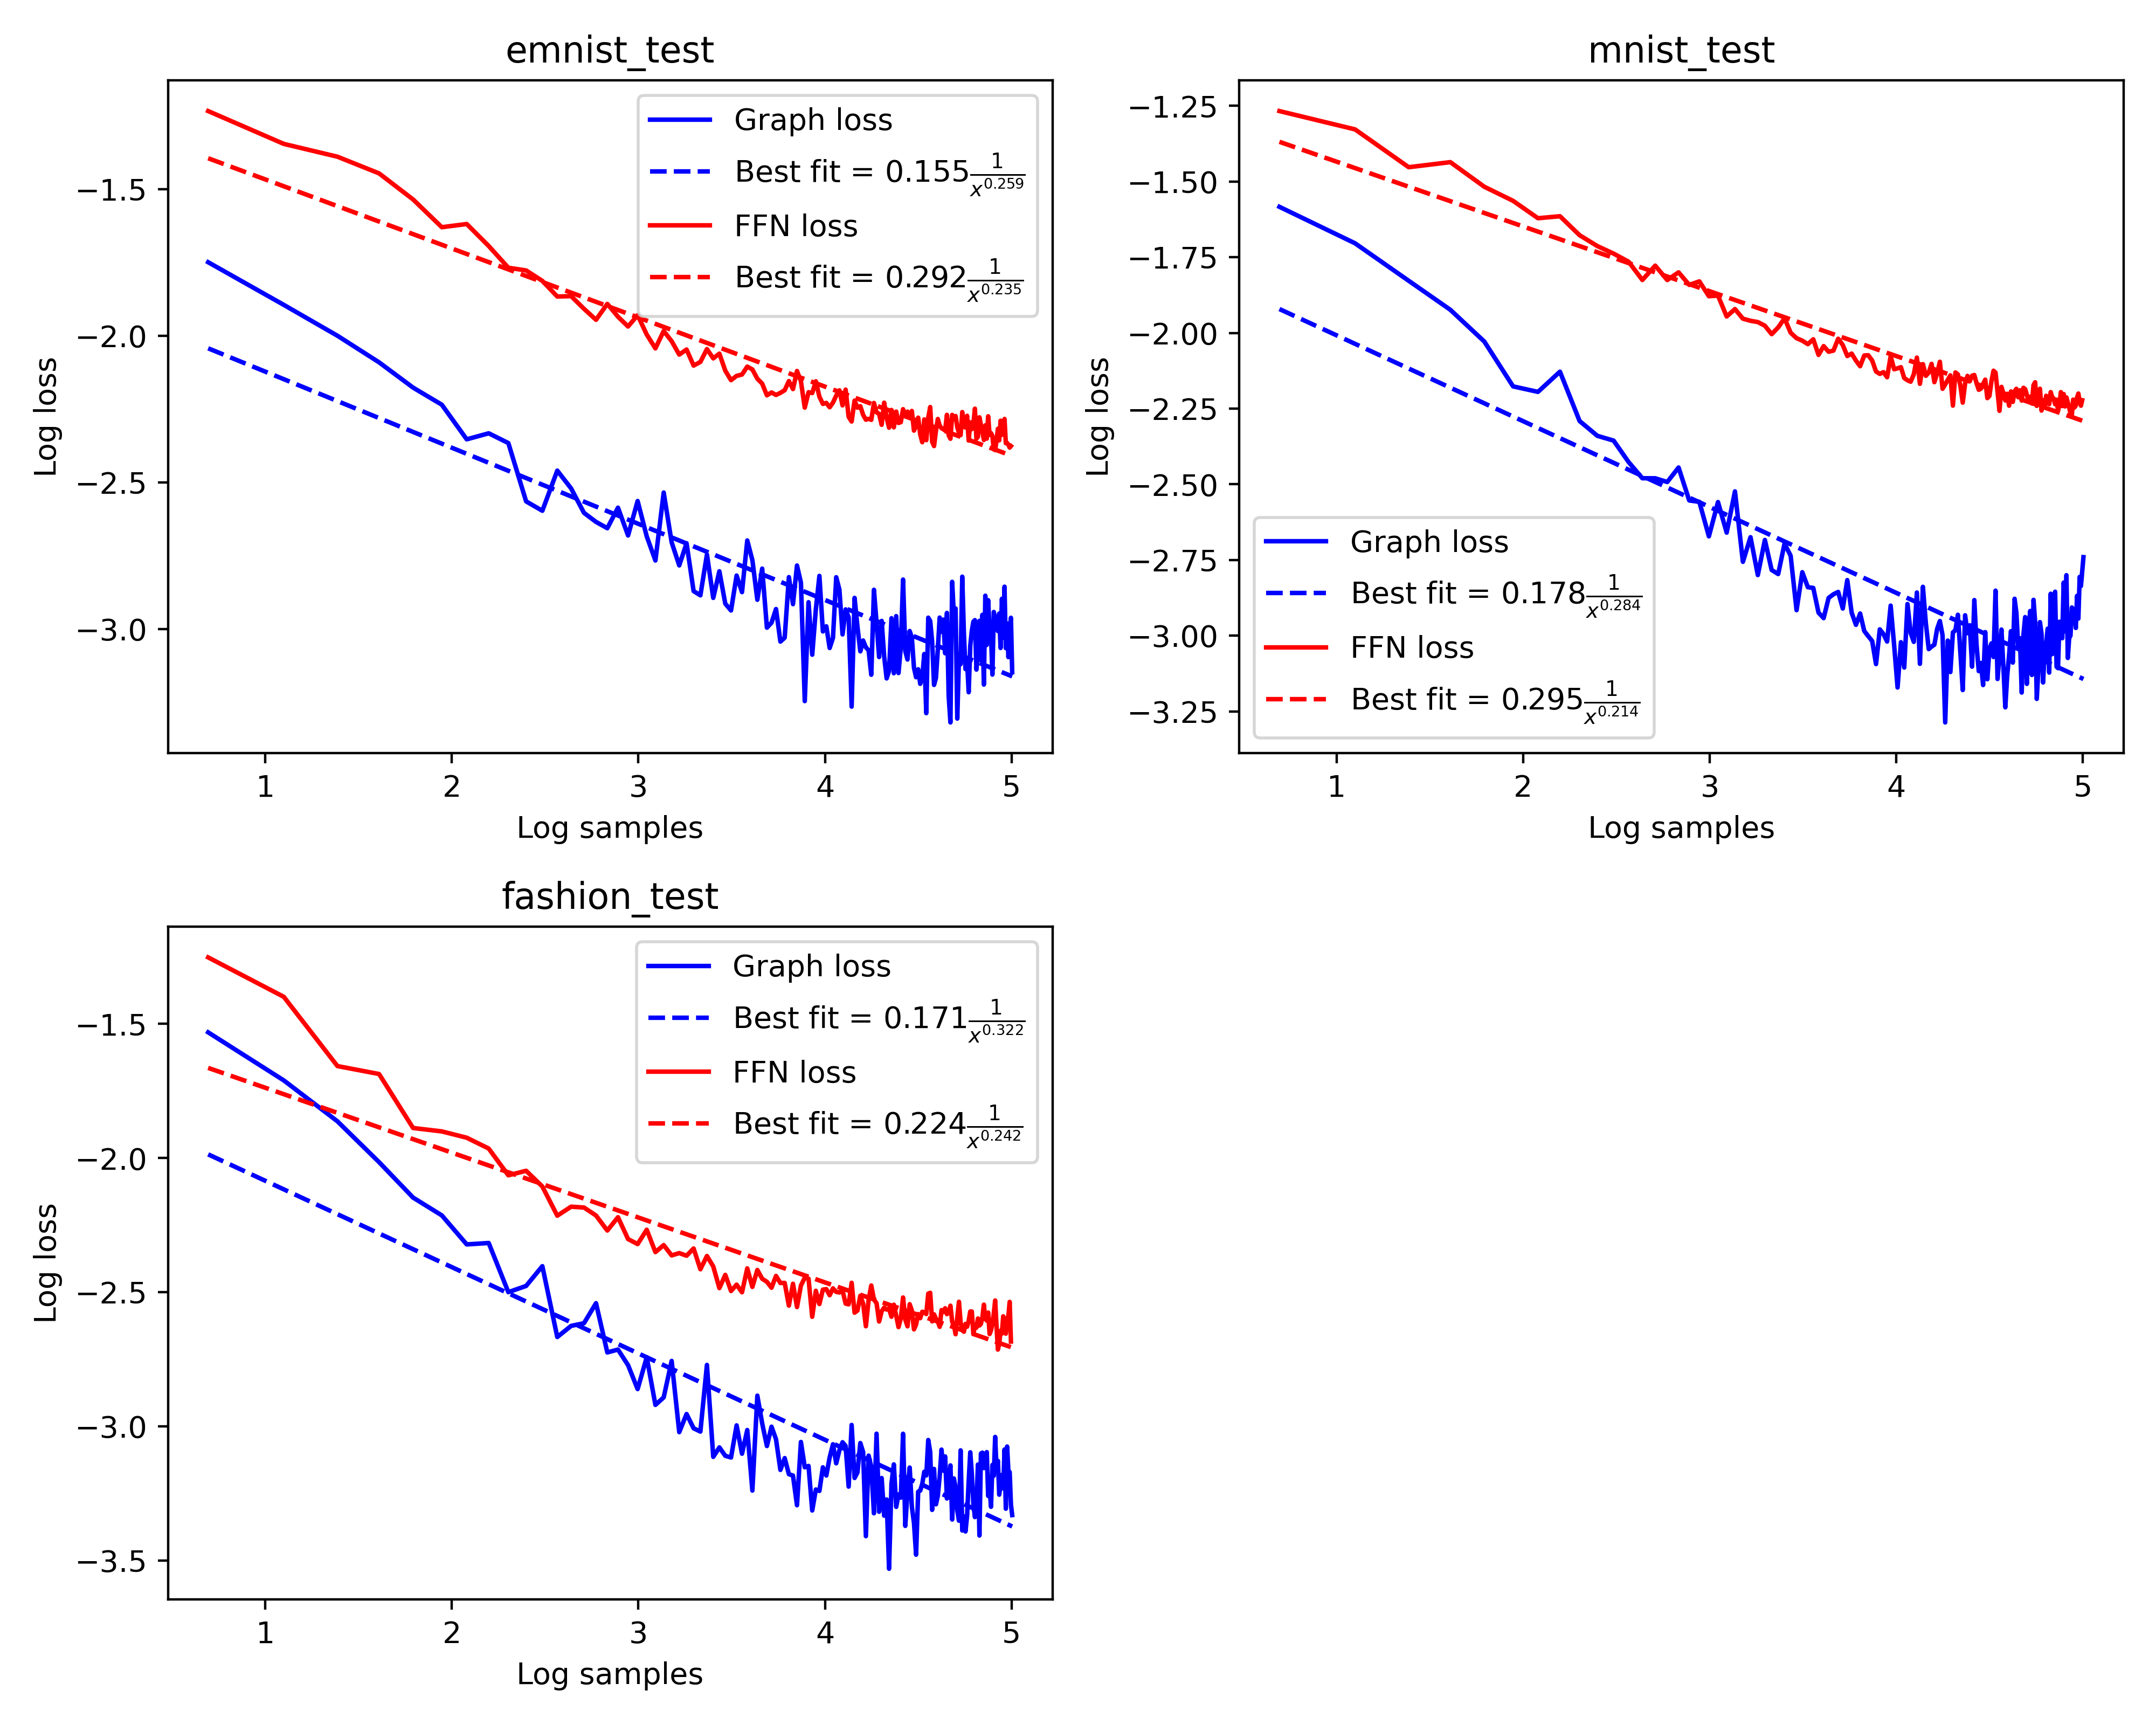 emnist_test
−1.5
−2.0
−2.5
−3.0
Log loss
1 2 3 4 5
Log samples
Graph loss
Best fit = 0.155 1/x^0.259
FFN loss
Best fit = 0.292 1/x^0.235
mnist_test
−1.25
−1.50
−1.75
−2.00
−2.25
−2.50
−2.75
−3.00
−3.25
Log loss
1 2 3 4 5
Log samples
Graph loss
Best fit = 0.178 1/x^0.284
FFN loss
Best fit = 0.295 1/x^0.214
fashion_test
−1.5
−2.0
−2.5
−3.0
−3.5
Log loss
1 2 3 4 5
Log samples
Graph loss
Best fit = 0.171 1/x^0.322
FFN loss
Best fit = 0.224 1/x^0.242